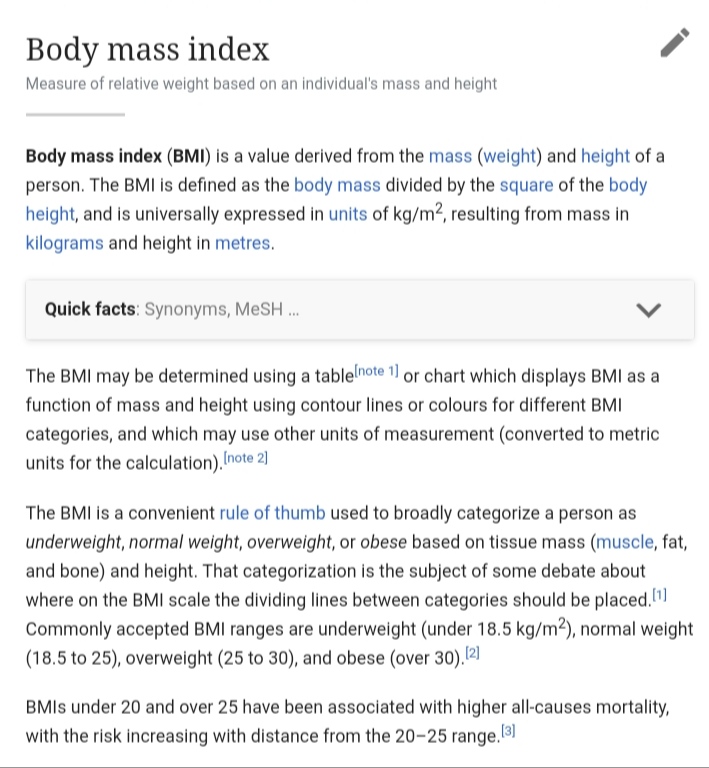 Body mass index
Measure of relative weight based on an individual's mass and height
Body mass index (BMI) is a value derived from the mass (weight) and height of a
person. The BMI is defined as the body mass divided by the square of the body
height, and is universally expressed in units of kg/m², resulting from mass in
kilograms and height in metres.
Quick facts: Synonyms, MeSH ...
The BMI may be determined using a table[note 1] or chart which displays BMI as a
function of mass and height using contour lines or colours for different BMI
categories, and which may use other units of measurement (converted to metric
units for the calculation).[note 2]
The BMI is a convenient rule of thumb used to broadly categorize a person as
underweight, normal weight, overweight, or obese based on tissue mass (muscle, fat,
and bone) and height. That categorization is the subject of some debate about
where on the BMI scale the dividing lines between categories should be placed.[1]
Commonly accepted BMI ranges are underweight (under 18.5 kg/m²), normal weight
(18.5 to 25), overweight (25 to 30), and obese (over 30).[2]
BMIs under 20 and over 25 have been associated with higher all-causes mortality,
with the risk increasing with distance from the 20–25 range.[3]